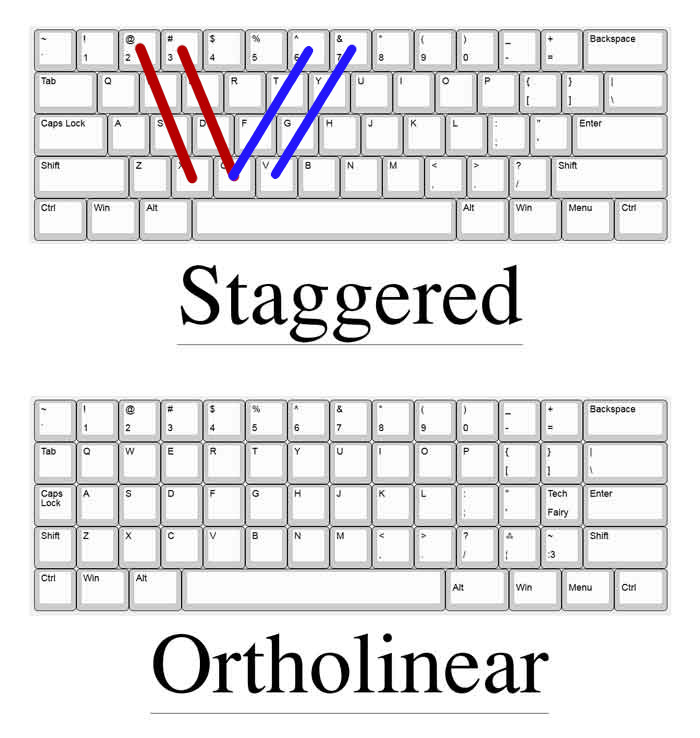 ~ ! @ # $ % ^ & * ( ) _ + Backspace
` 1 2 3 4 5 6 7 8 9 0 - =
Tab Q R T Y U I O P { } |
[ ] \
Caps Lock A S D F G H J K L : " Enter
; '
Shift Z X C V B N M < > ? Shift
, . /
Ctrl Win Alt Alt Win Menu Ctrl
Staggered
~ ! @ # $ % ^ & * ( ) _ + Backspace
` 1 2 3 4 5 6 7 8 9 0 - =
Tab Q W E R T Y U I O P { } |
[ ] \
Caps A S D F G H J K L : " Tech Enter
Lock ; ' Fairy
Shift Z X C V B N M < > ? ~ Shift
, . / :3
Ctrl Win Alt Alt Win Menu Ctrl
Ortholinear